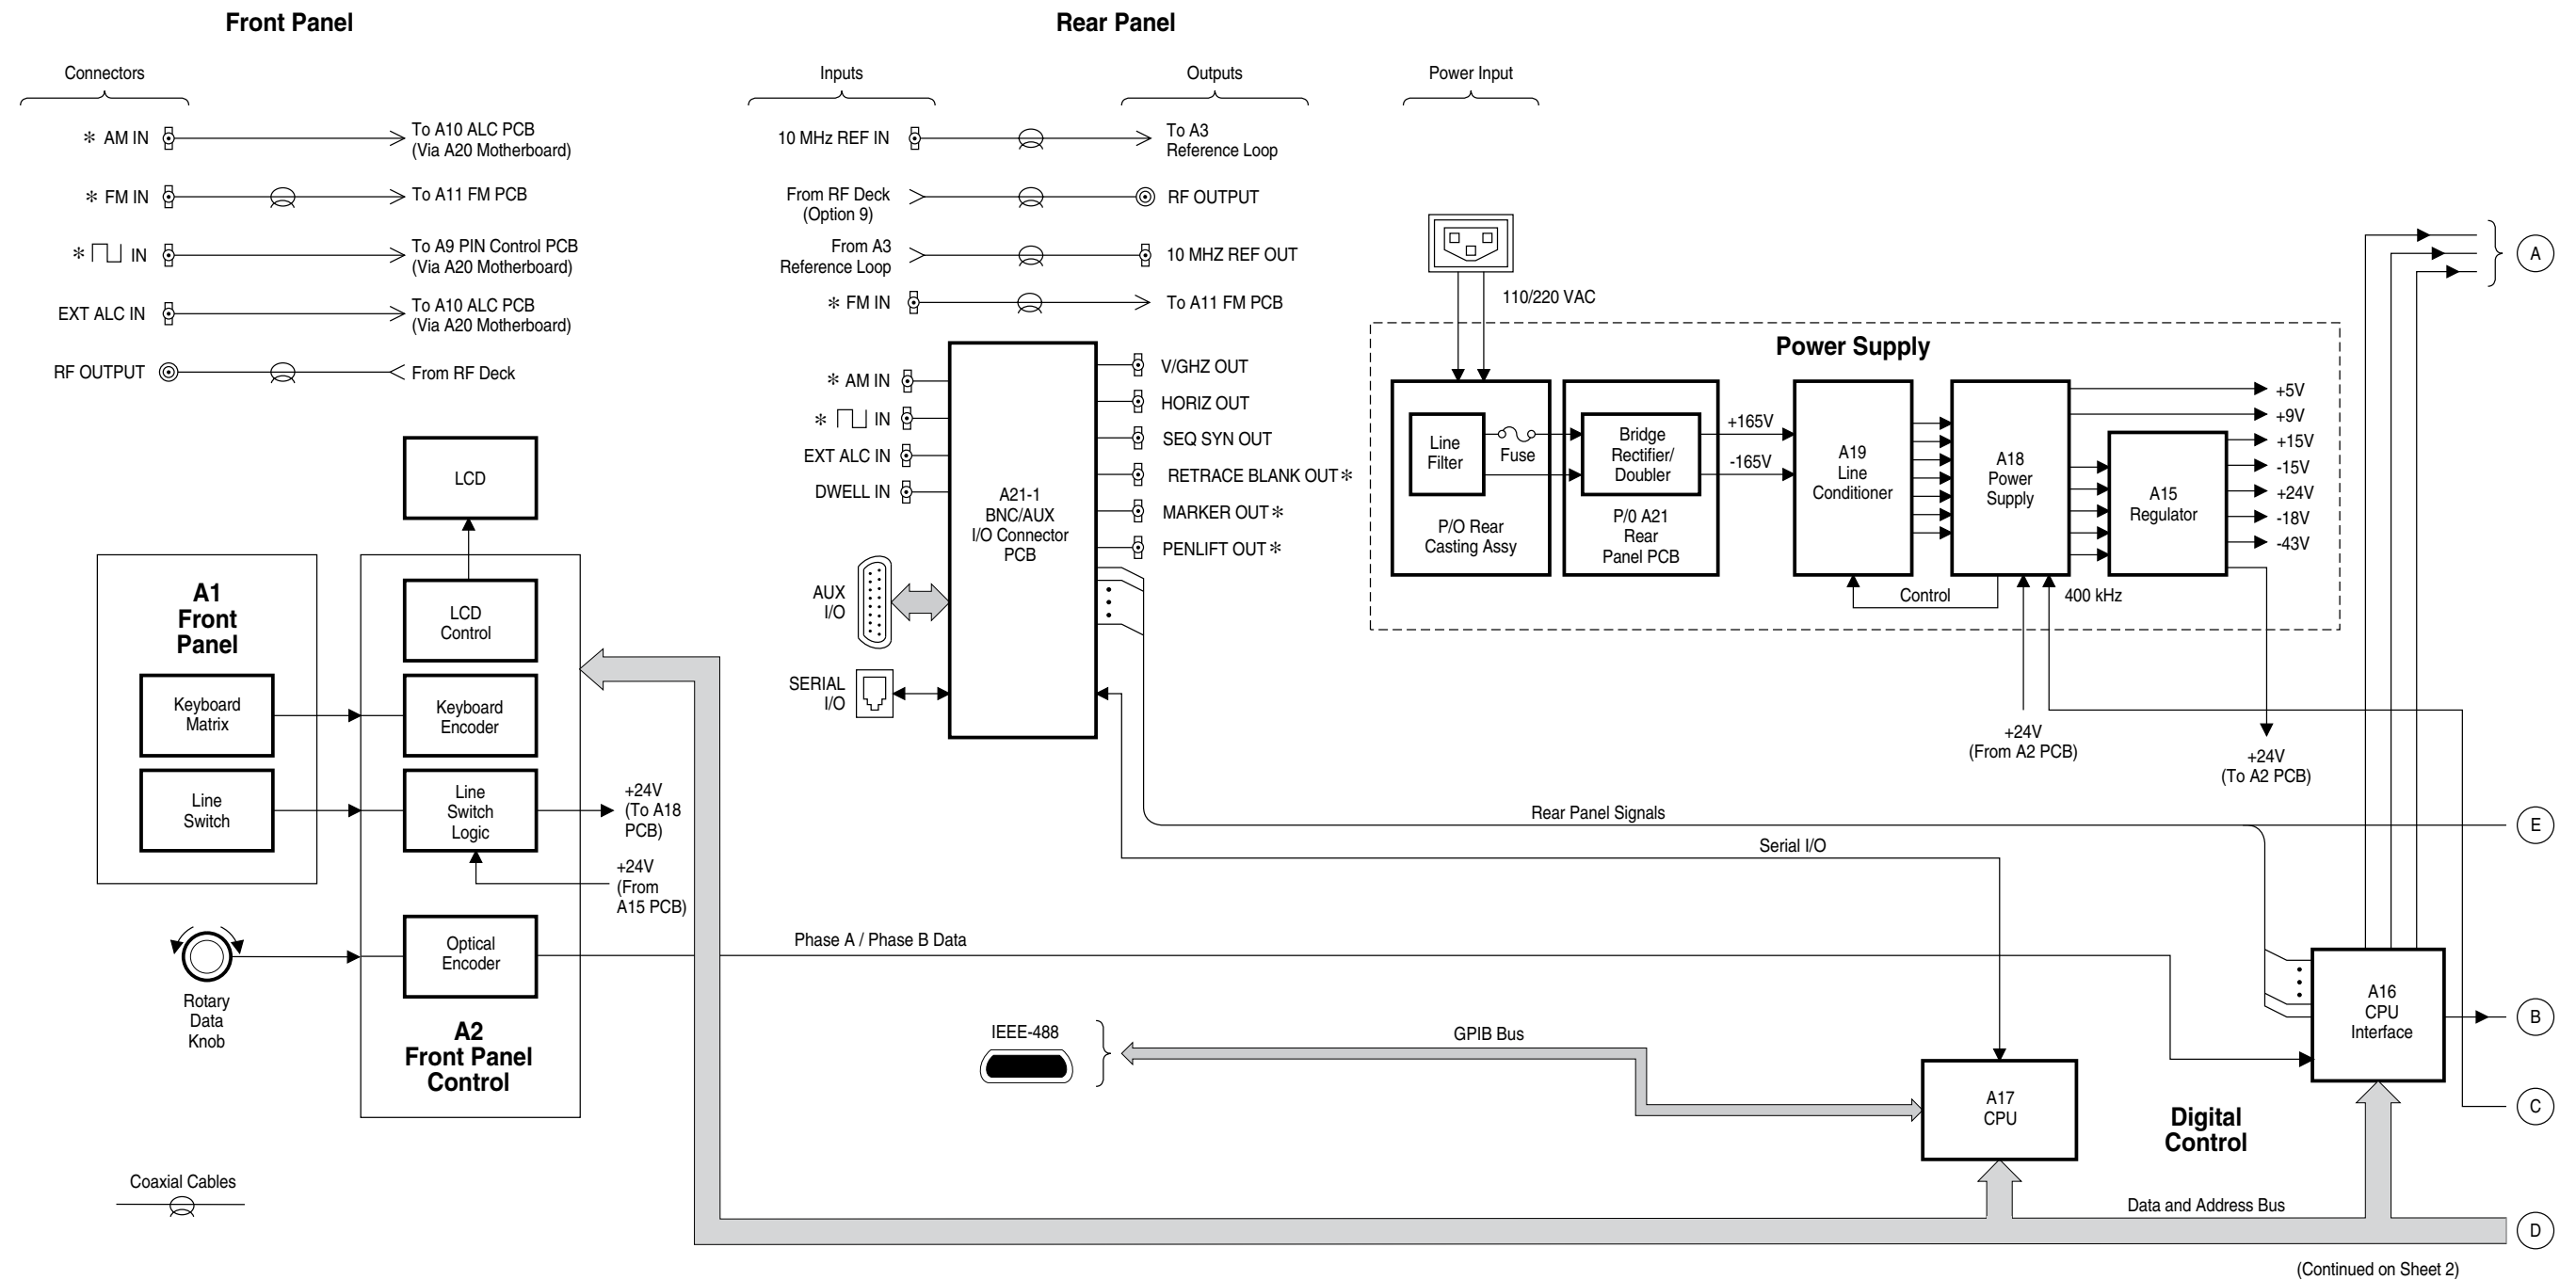 Front Panel
Connectors
* AM IN
To A10 ALC PCB
(Via A20 Motherboard)
* FM IN
To A11 FM PCB
* IN
To A9 PIN Control PCB
(Via A20 Motherboard)
EXT ALC IN
To A10 ALC PCB
(Via A20 Motherboard)
RF OUTPUT
From RF Deck
Rear Panel
Inputs
Outputs
10 MHz REF IN
To A3
Reference Loop
From RF Deck
(Option 9)
RF OUTPUT
From A3
Reference Loop
10 MHZ REF OUT
* FM IN
To A11 FM PCB
* AM IN
* IN
EXT ALC IN
DWELL IN
AUX
I/O
SERIAL
I/O
A21-1
BNC/AUX
I/O Connector
PCB
V/GHZ OUT
HORIZ OUT
SEQ SYN OUT
RETRACE BLANK OUT *
MARKER OUT *
PENLIFT OUT *
Power Input
110/220 VAC
Power Supply
Line
Filter
Fuse
P/O Rear
Casting Assy
Bridge
Rectifier/
Doubler
P/0 A21
Rear
Panel PCB
+165V
-165V
A19
Line
Conditioner
A18
Power
Supply
A15
Regulator
+5V
+9V
+15V
-15V
+24V
-18V
-43V
Control
400 kHz
+24V
(From A2 PCB)
+24V
(To A2 PCB)
LCD
A1
Front
Panel
Keyboard
Matrix
Line
Switch
LCD
Control
Keyboard
Encoder
Line
Switch
Logic
+24V
(To A18
PCB)
+24V
(From
A15 PCB)
Rotary
Data
Knob
Optical
Encoder
A2
Front Panel
Control
Coaxial Cables
Rear Panel Signals
Serial I/O
Phase A / Phase B Data
IEEE-488
GPIB Bus
A17
CPU
A16
CPU
Interface
Digital
Control
Data and Address Bus
A
E
B
C
D
(Continued on Sheet 2)